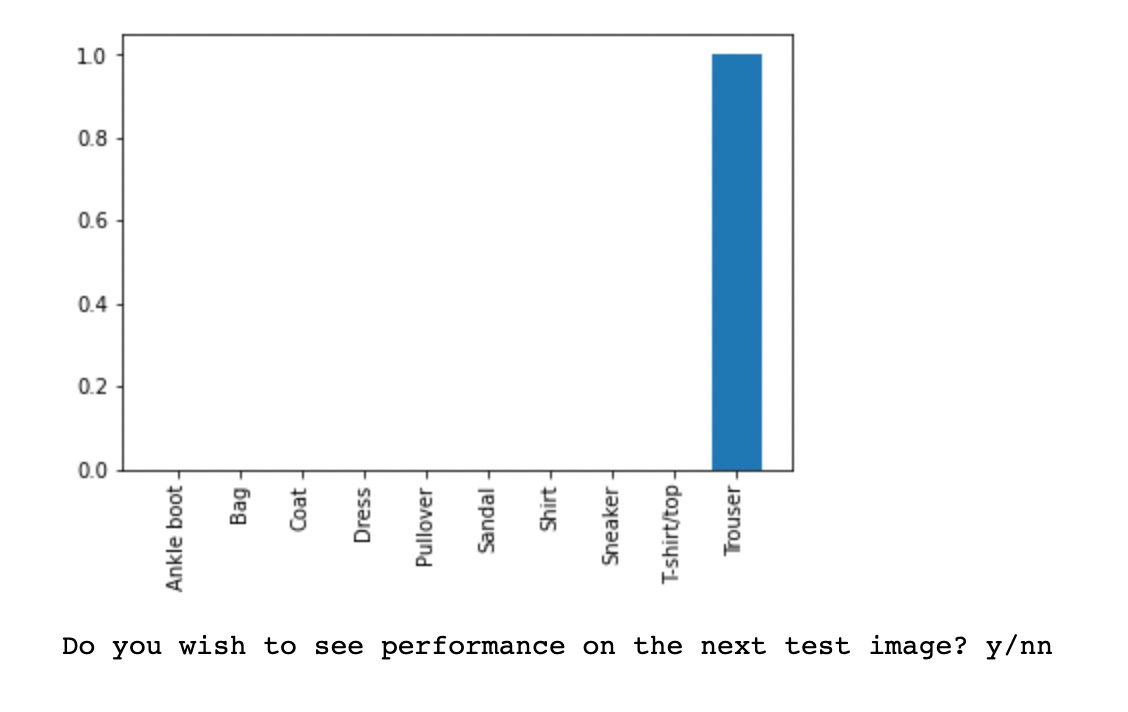 1.0
0.8
0.6
0.4
0.2
0.0
Ankle boot
Bag
Coat
Dress
Pullover
Sandal
Shirt
Sneaker
T-shirt/top
Trouser
Do you wish to see performance on the next test image? y/nn